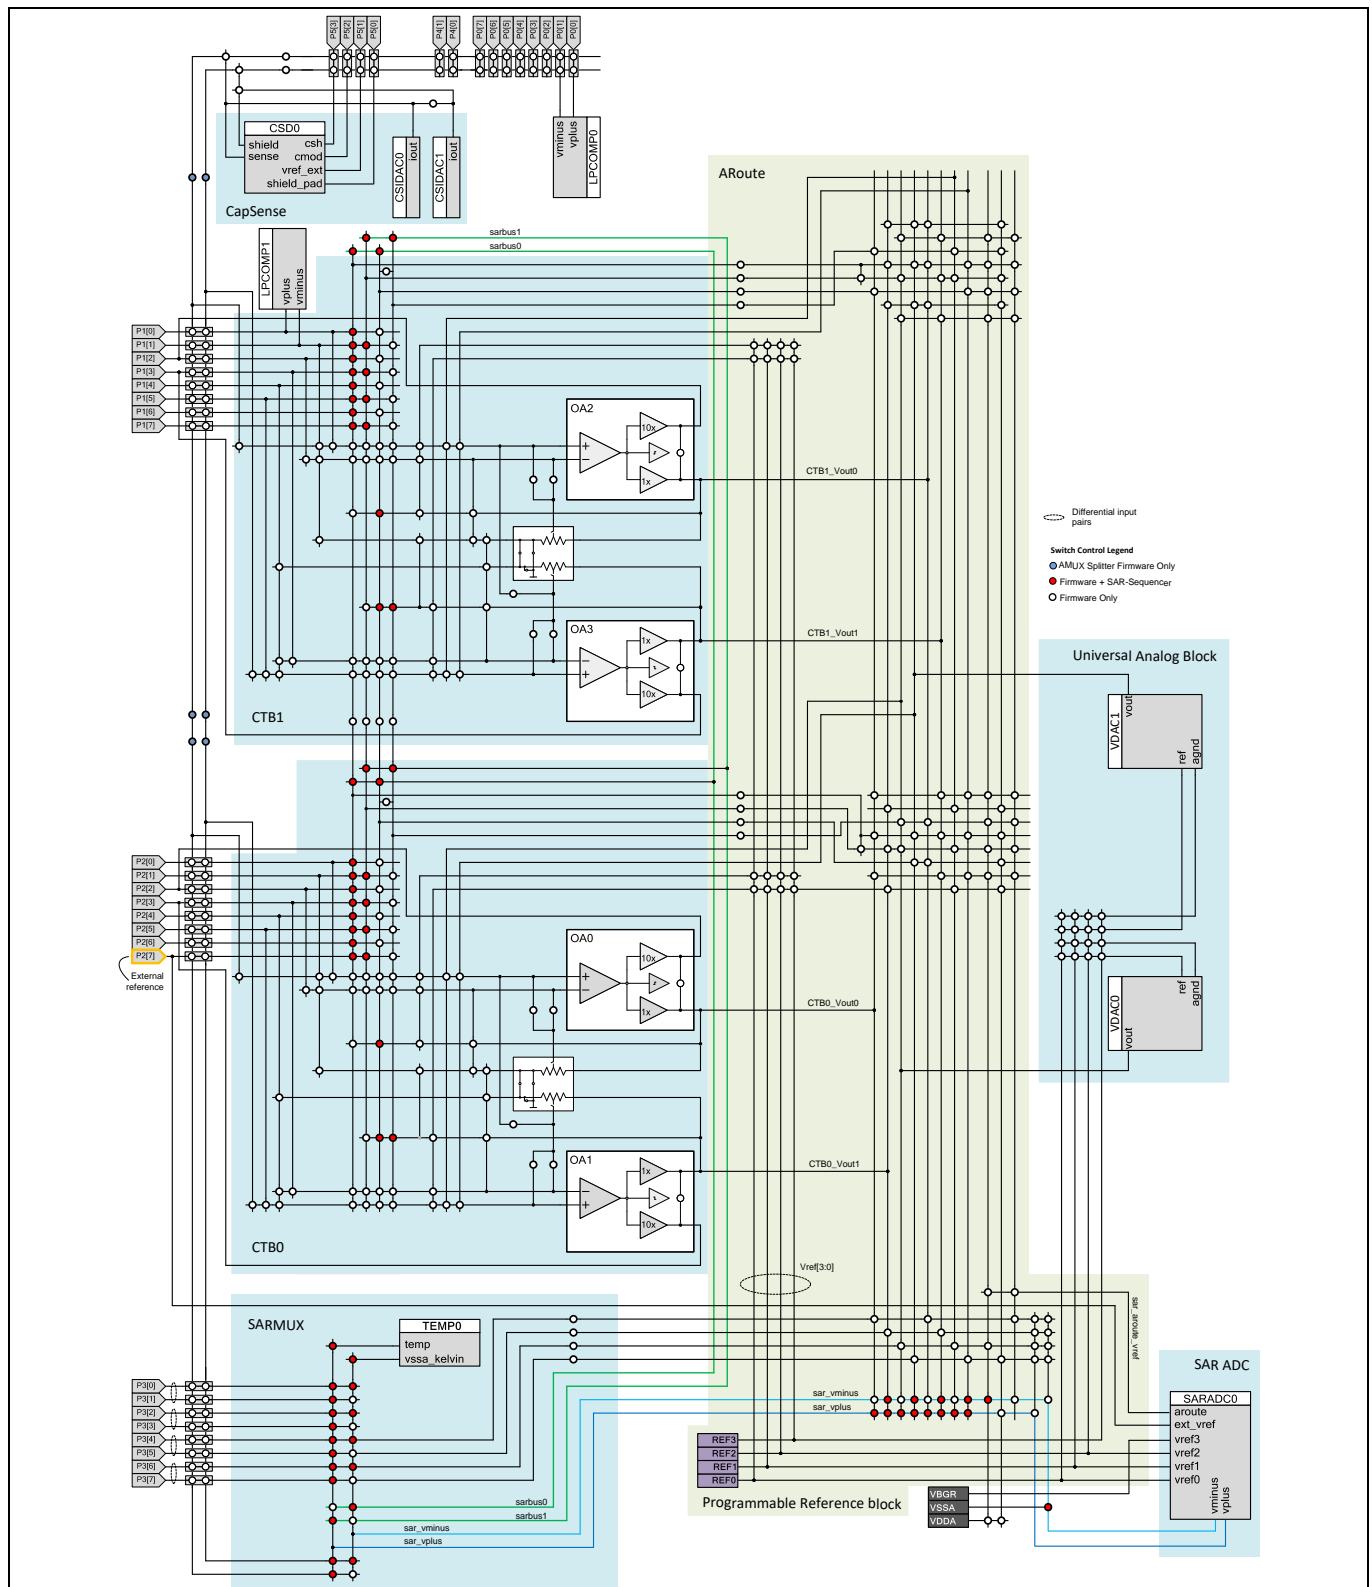 P5[3]
P5[2]
P5[1]
P5[0]
P4[1]
P4[0]
P0[7]
P0[6]
P0[5]
P0[4]
P0[3]
P0[2]
P0[1]
P0[0]
CSD0
shield
sense
csh
cmod
vref_ext
shield_pad
CSIDAC0
iout
CSIDAC1
iout
vminus
vplus
LPCOMP0
CapSense
ARoute
LPCOMP1
vplus
vminus
sarbus1
sarbus0
P1[0]
P1[1]
P1[2]
P1[3]
P1[4]
P1[5]
P1[6]
P1[7]
OA2
10x
1x
+
−
CTB1_Vout0
Differential input
pairs
Switch Control Legend
AMUX Splitter Firmware Only
Firmware + SAR-Sequencer
Firmware Only
OA3
1x
10x
−
+
CTB1_Vout1
CTB1
Universal Analog Block
VDAC1
vout
ref
agnd
P2[0]
P2[1]
P2[2]
P2[3]
P2[4]
P2[5]
P2[6]
P2[7]
External
reference
OA0
10x
1x
+
−
CTB0_Vout0
VDAC0
vout
ref
agnd
OA1
1x
10x
−
+
CTB0_Vout1
CTB0
Vref[3:0]
sar_aroute_vref
SARMUX
TEMP0
temp
vssa_kelvin
SAR ADC
P3[0]
P3[1]
P3[2]
P3[3]
P3[4]
P3[5]
P3[6]
P3[7]
sar_vminus
sar_vplus
SARADC0
aroute
ext_vref
vref3
vref2
vref1
vref0
vminus
vplus
REF3
REF2
REF1
REF0
Programmable Reference block
VBGR
VSSA
VDDA
sarbus0
sarbus1
sar_vminus
sar_vplus